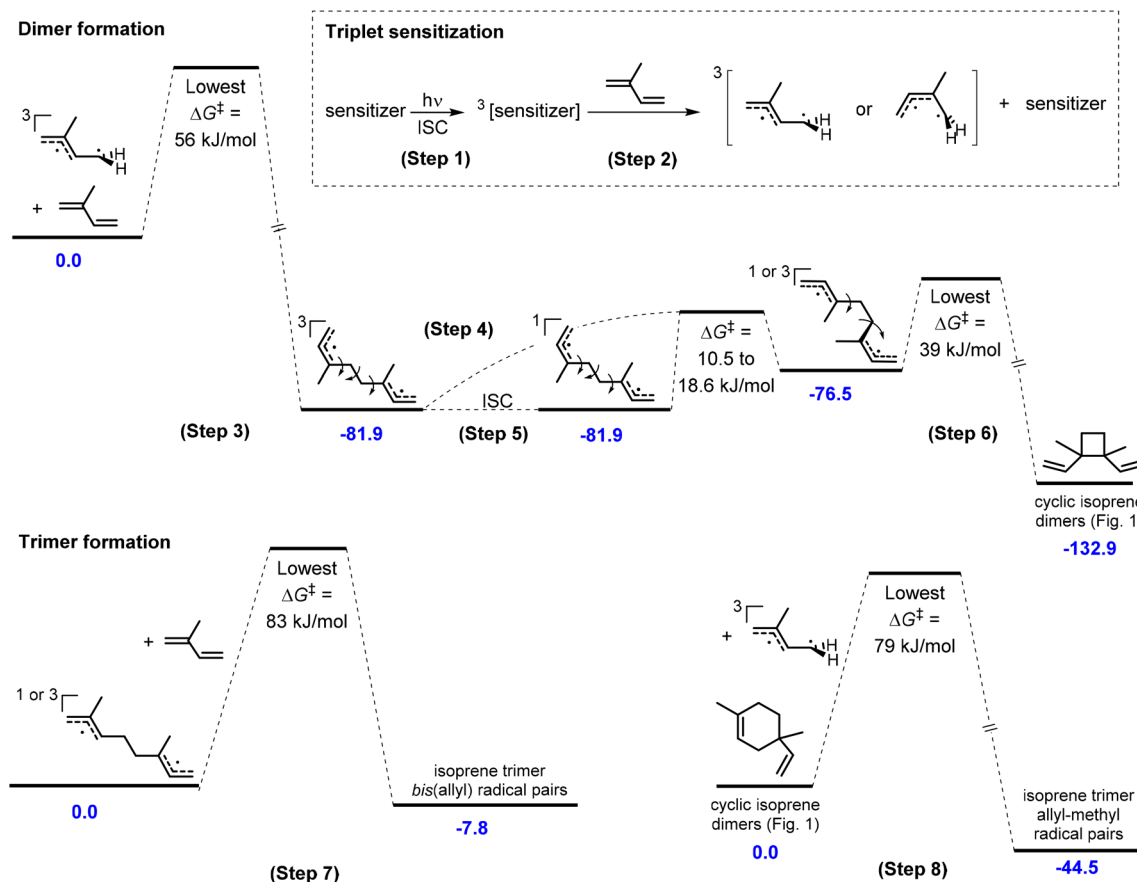 Dimer formation
Triplet sensitization
Lowest
ΔG‡ =
56 kJ/mol
3
H
H
+
0.0
sensitizer
hν
ISC
3 [sensitizer]
3
H
H
or
H
H
+ sensitizer
(Step 1)
(Step 2)
(Step 3)
3
-81.9
(Step 4)
ISC
(Step 5)
1
-81.9
ΔG‡ =
10.5 to
18.6 kJ/mol
1 or 3
-76.5
Lowest
ΔG‡ =
39 kJ/mol
(Step 6)
cyclic isoprene
dimers (Fig. 1
-132.9
Trimer formation
Lowest
ΔG‡ =
83 kJ/mol
+
1 or 3
0.0
isoprene trimer
bis(allyl) radical pairs
-7.8
(Step 7)
Lowest
ΔG‡ =
79 kJ/mol
3
+
H
H
cyclic isoprene
dimers (Fig. 1)
0.0
isoprene trimer
allyl-methyl
radical pairs
-44.5
(Step 8)